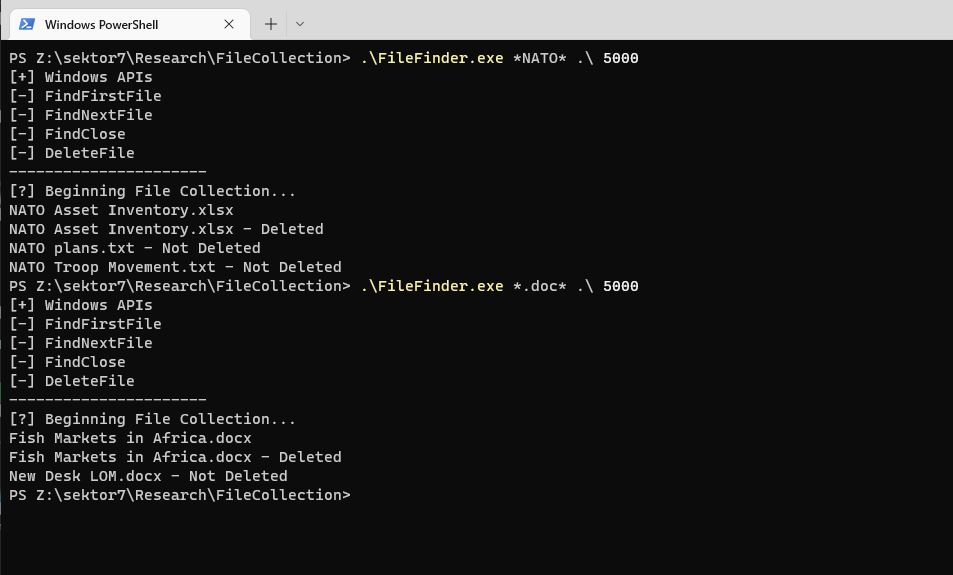 Windows PowerShell
PS Z:\sektor7\Research\FileCollection> .\FileFinder.exe *NATO* .\ 5000
[+] Windows APIs
[-] FindFirstFile
[-] FindNextFile
[-] FindClose
[-] DeleteFile
----------------------
[?] Beginning File Collection...
NATO Asset Inventory.xlsx
NATO Asset Inventory.xlsx - Deleted
NATO plans.txt - Not Deleted
NATO Troop Movement.txt - Not Deleted
PS Z:\sektor7\Research\FileCollection> .\FileFinder.exe *.doc* .\ 5000
[+] Windows APIs
[-] FindFirstFile
[-] FindNextFile
[-] FindClose
[-] DeleteFile
----------------------
[?] Beginning File Collection...
Fish Markets in Africa.docx
Fish Markets in Africa.docx - Deleted
New Desk LOM.docx - Not Deleted
PS Z:\sektor7\Research\FileCollection>